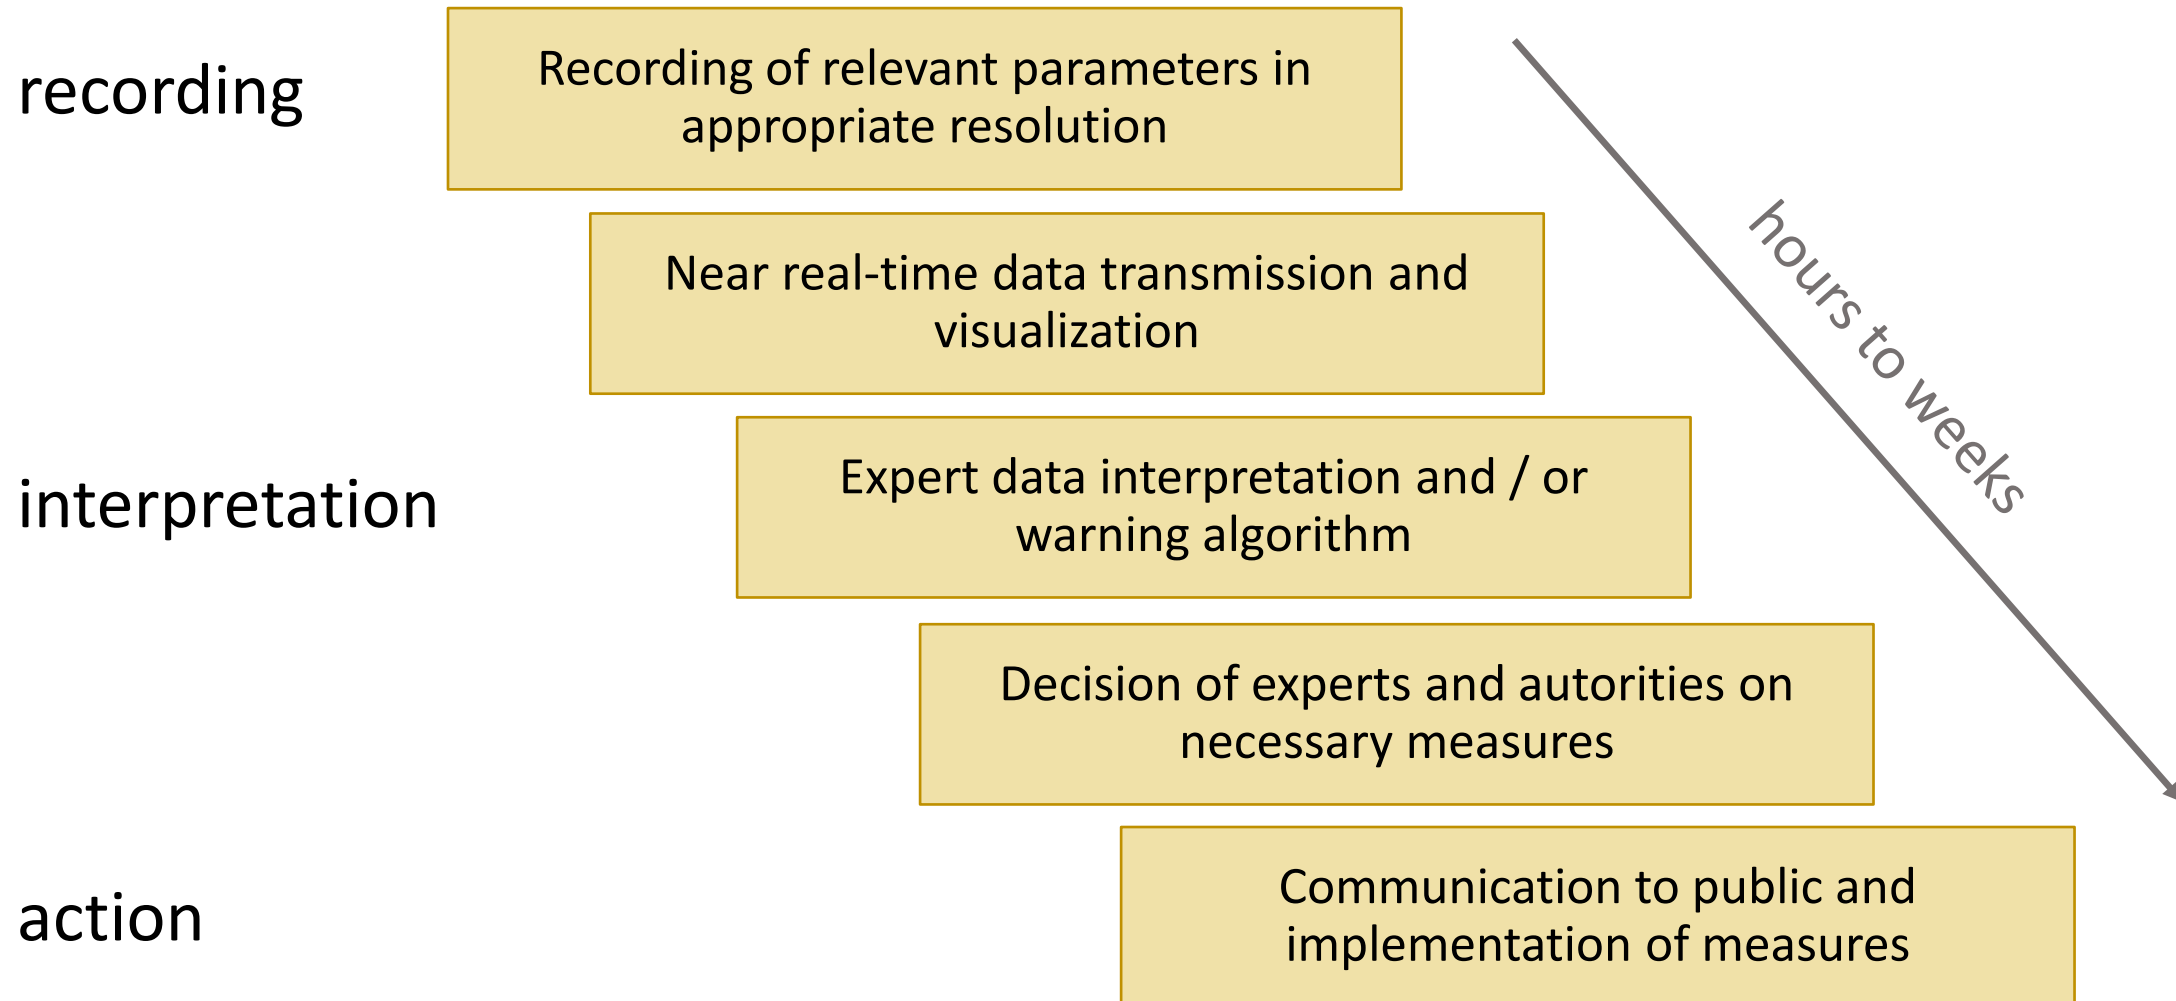 recording
Recording of relevant parameters in
appropriate resolution
hours to weeks
Near real-time data transmission and
visualization
interpretation
Expert data interpretation and / or
warning algorithm
Decision of experts and autorities on
necessary measures
action
Communication to public and
implementation of measures